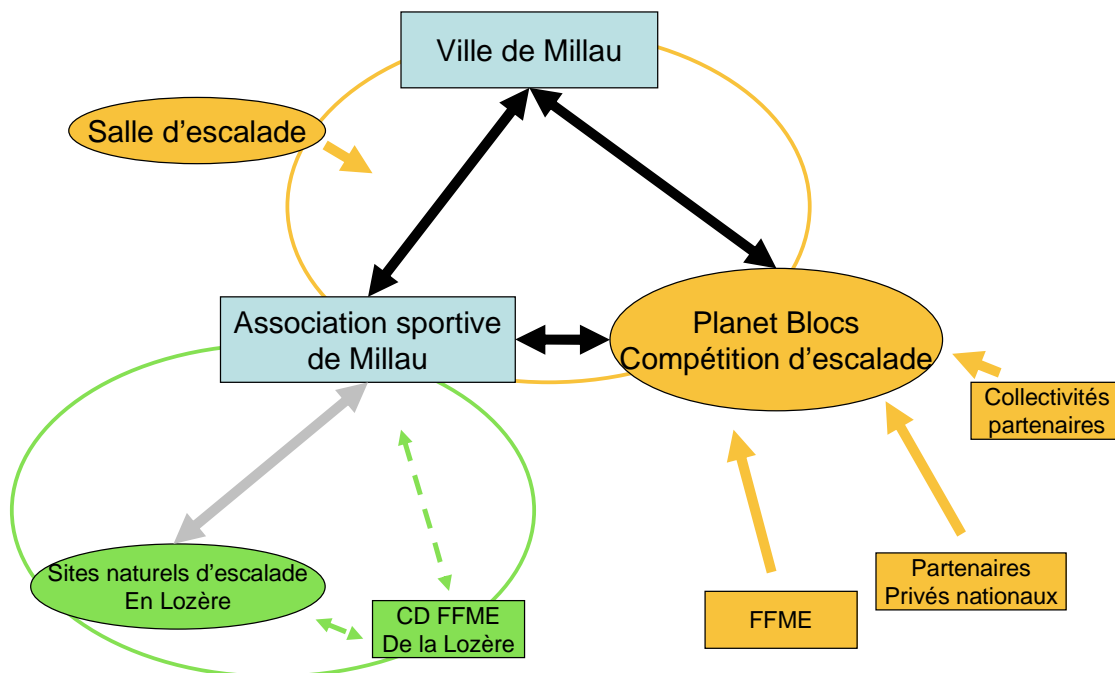 Ville de Millau
Salle d’escalade
Association sportive
de Millau
Planet Blocs
Compétition d’escalade
Collectivités
partenaires
Sites naturels d’escalade
En Lozère
CD FFME
De la Lozère
FFME
Partenaires
Privés nationaux